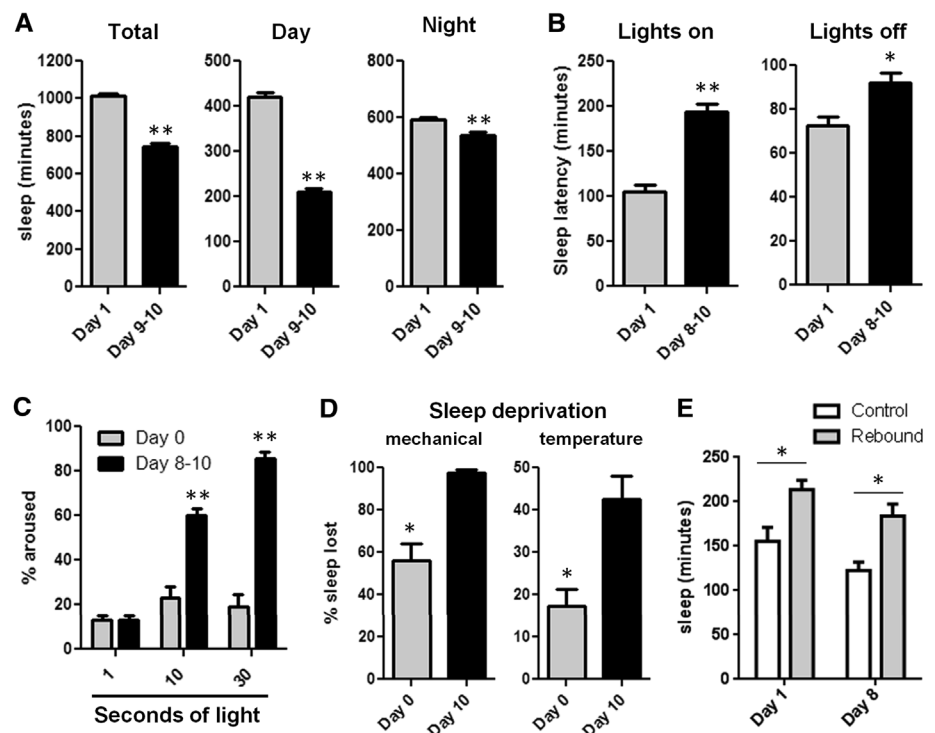 A
Total
Day
Night
sleep (minutes)
1200
1000
800
600
400
200
0
500
400
300
200
100
0
800
600
400
200
0
**
**
**
Day 1
Day 9-10
Day 1
Day 9-10
Day 1
Day 9-10
B
Lights on
Lights off
Sleep latency (minutes)
250
200
150
100
50
0
100
80
60
40
20
0
**
*
Day 1
Day 8-10
Day 1
Day 8-10
C
Day 0
Day 8-10
% aroused
100
80
60
40
20
0
**
**
1
10
30
Seconds of light
D
Sleep deprivation
mechanical
temperature
% sleep lost
100
80
60
40
20
0
50
40
30
20
10
0
*
*
Day 0
Day 10
Day 0
Day 10
E
Control
Rebound
sleep (minutes)
250
200
150
100
50
0
*
*
Day 1
Day 8